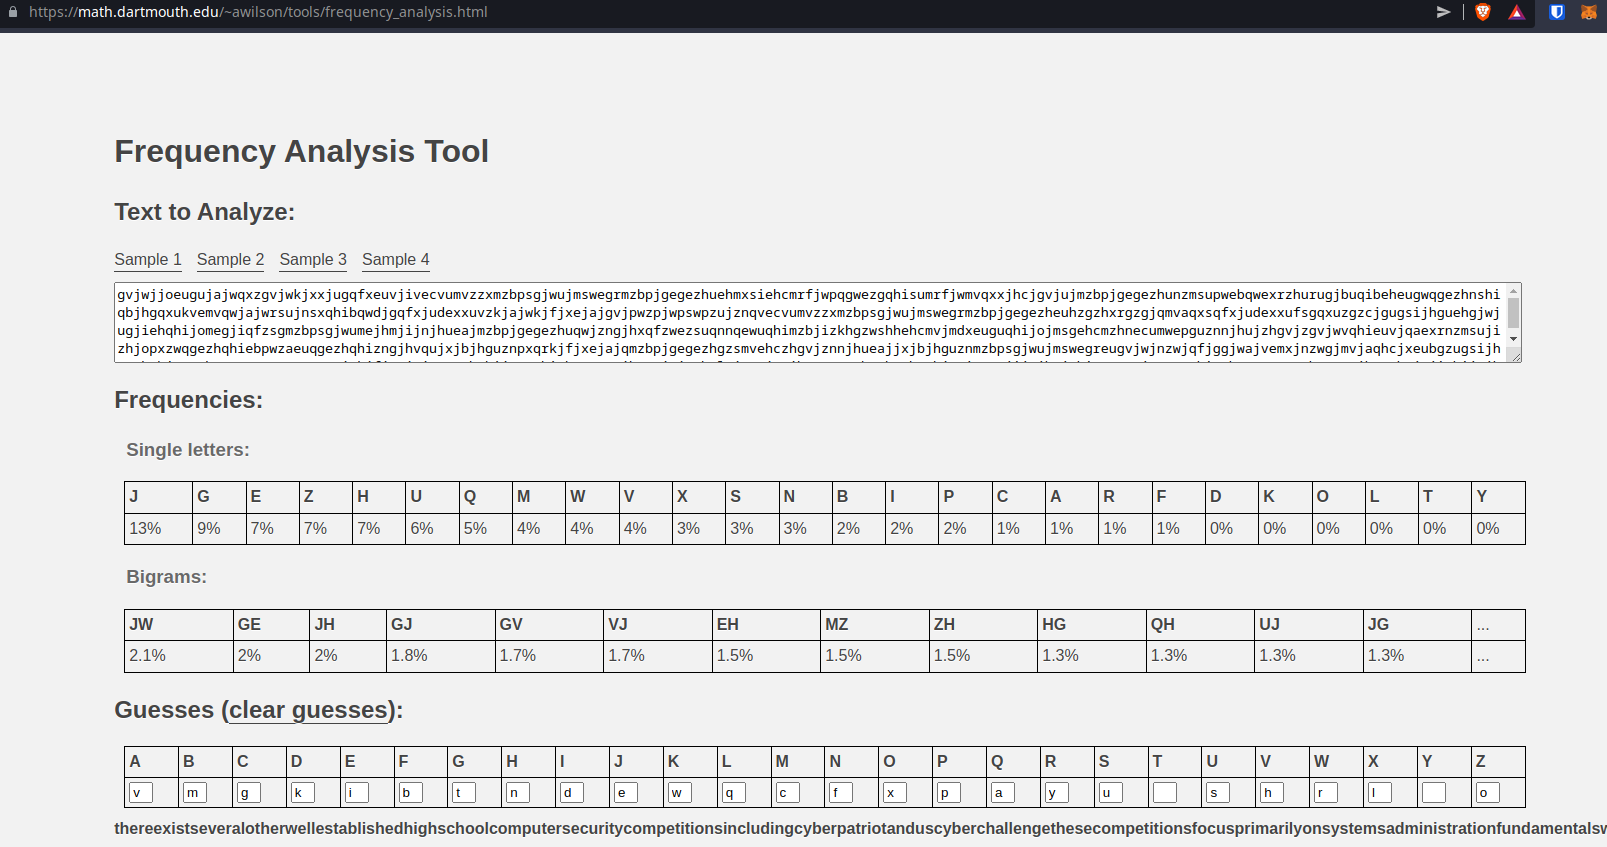 https://math.dartmouth.edu/~awilson/tools/frequency_analysis.html
Frequency Analysis Tool
Text to Analyze:
Sample 1 Sample 2 Sample 3 Sample 4
gvjwjjoeugujajwqxzgvjwkjxxjugqfxeuvjivecvumvzzxmzbpsgjwujmswegrmzbpjgegezhuehmxsiehcmrfjwpqgwezgqhisumrfjwmvqxxjhcjgvjujmzbpjgegezhunzmsupwebqwexrzhurugjbuqibeheugwqgezhnshi
qbjhgqxukvemvqwjajwrsujnsxqhibqwdjgqfxjudexxuvzkjajwkjfjxejajgvjpwzpjwpswpzujznqvecvumvzzxmzbpsgjwujmswegrmzbpjgegezheuhzgzhxrgzgjqmvaqxsqfxjudexxufsgqxuzgzcjgugsijhguehgjwj
ugjiehqhijomegjiqfzsgmzbpsgjwumejhmjijnjhueajmzbpjgegezhuqwjzngjhxqfzwezsuqnnqewuqhimzbjizkhgzwshhehcmvjmdxeuguqhijojmsgehcmzhnecumwepguznnjhujzhgvjzgvjwvqhieuvjqaexrnzmsuji
zhjopxzwqgezhqhiebpwzaeuqgezhqhizngjhvqujxjbjhguznpxqrkjfjxejajqmzbpjgegezhgzsmvehczhgvjznnjhueajjxjbjhguznmzbpsgjwujmswegreugvjwjnzwjqfjggjwajvemxjnzwgjmvjaqhcjxeubgzugsijh
Frequencies:
Single letters:
J G E Z H U Q M W V X S N B I P C A R F D K O L T Y
13% 9% 7% 7% 7% 6% 5% 4% 4% 4% 3% 3% 3% 2% 2% 2% 1% 1% 1% 1% 0% 0% 0% 0% 0% 0%
Bigrams:
JW GE JH GJ GV VJ EH MZ ZH HG QH UJ JG ...
2.1% 2% 2% 1.8% 1.7% 1.7% 1.5% 1.5% 1.5% 1.3% 1.3% 1.3% 1.3% ...
Guesses (clear guesses):
A B C D E F G H I J K L M N O P Q R S T U V W X Y Z
v m g k i b t n d e w q c f x p a y u s h r l o
thereexistseveralotherwellestablishedhighschoolcomputersecuritycompetitionsincludingcyberpatriotanduscyberchallengethesecompetitionsfocusprimarilyonsystemsadministrationfundamentalsw